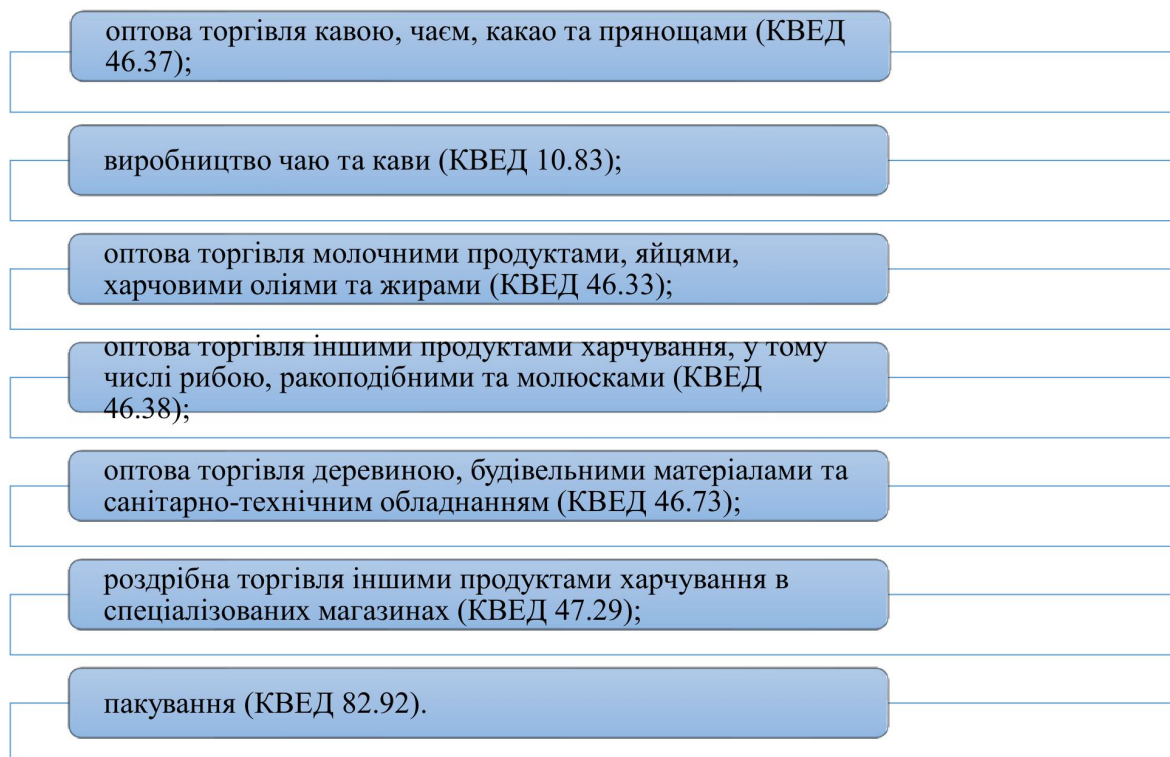 оптова торгівля кавою, чаєм, какао та прянощами (КВЕД
46.37);
виробництво чаю та кави (КВЕД 10.83);
оптова торгівля молочними продуктами, яйцями,
харчовими оліями та жирами (КВЕД 46.33);
оптова торгівля іншими продуктами харчування, у тому
числі рибою, ракоподібними та молюсками (КВЕД
46.38);
оптова торгівля деревиною, будівельними матеріалами та
санітарно-технічним обладнанням (КВЕД 46.73);
роздрібна торгівля іншими продуктами харчування в
спеціалізованих магазинах (КВЕД 47.29);
пакування (КВЕД 82.92).